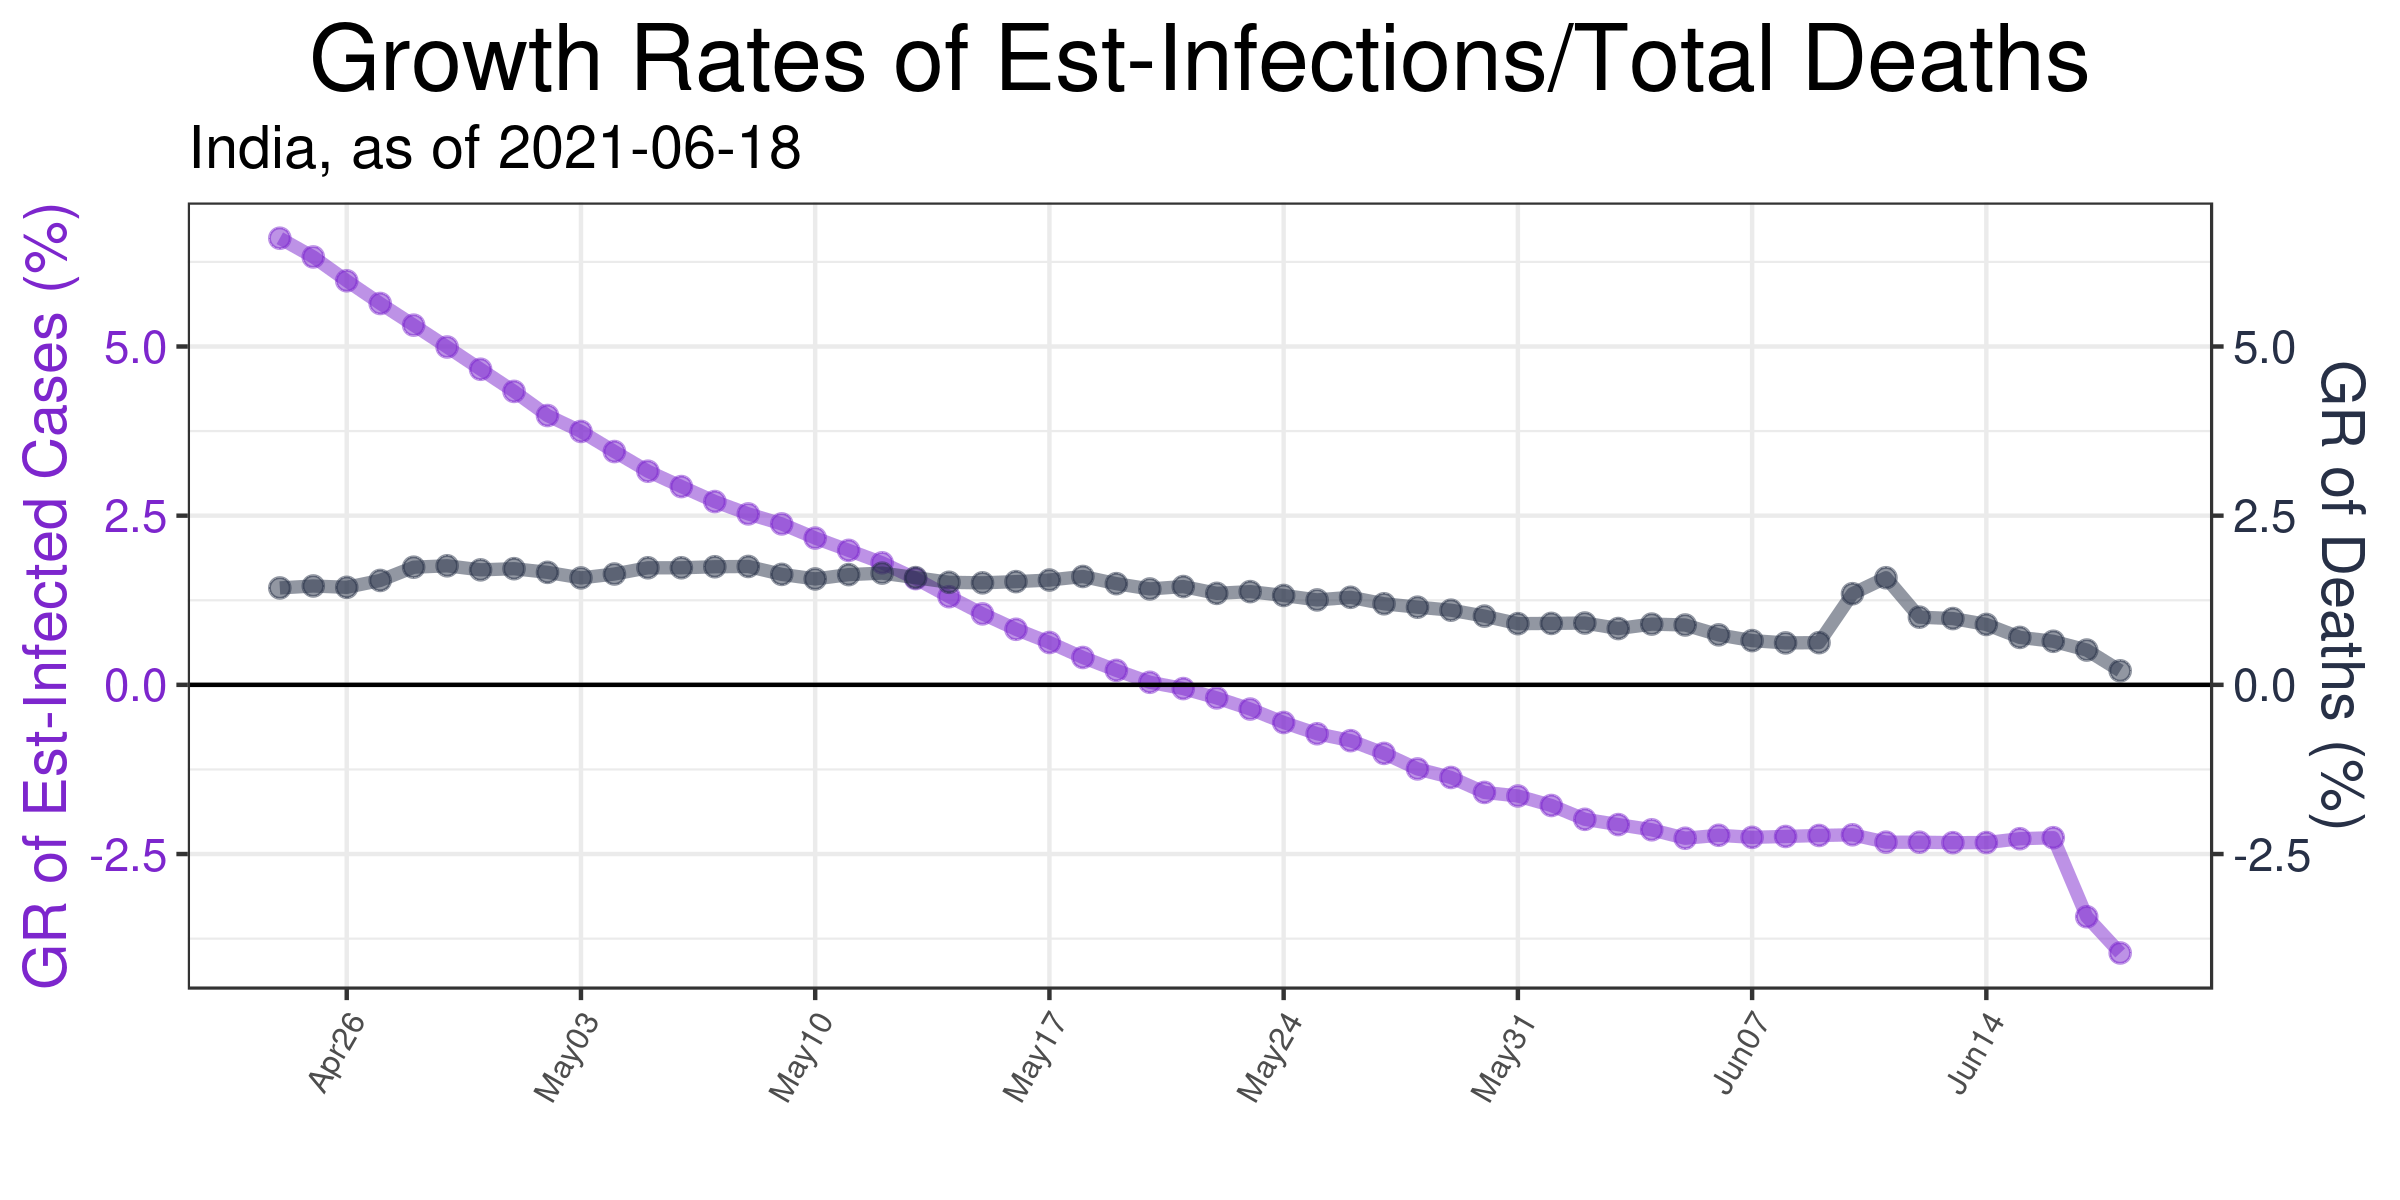 Growth Rates of Est-Infections/Total Deaths
India, as of 2021-06-18
GR of Est-Infected Cases (%)
5.0
2.5
0.0
-2.5
5.0
2.5
0.0
-2.5
GR of Deaths (%)
Apr26 May03 May10 May17 May24 May31 Jun07 Jun14